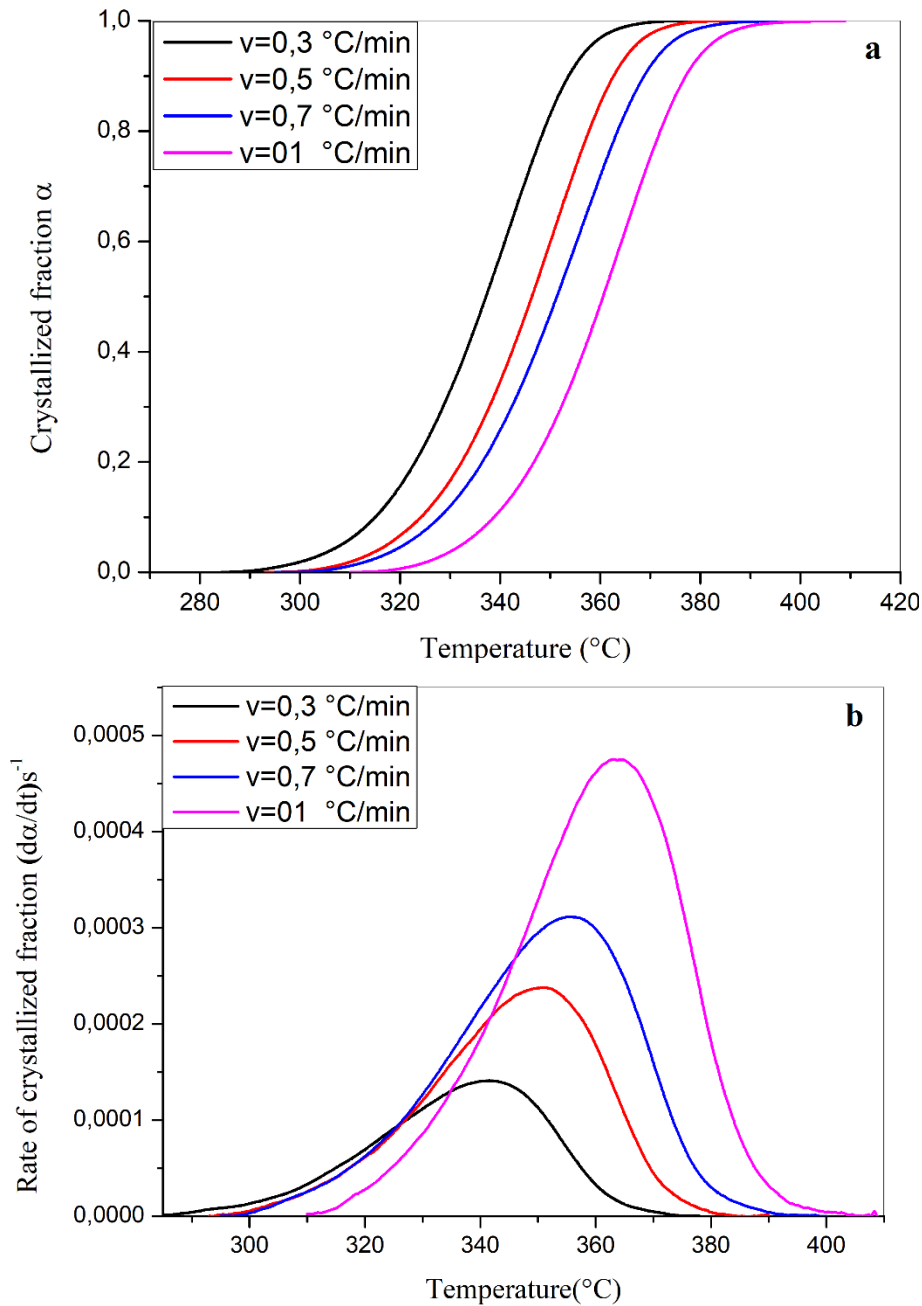 a
v=0,3 °C/min
v=0,5 °C/min
v=0,7 °C/min
v=01 °C/min
1,0
0,8
0,6
0,4
0,2
0,0
Crystallized fraction α
280 300 320 340 360 380 400 420
Temperature (°C)
b
v=0,3 °C/min
v=0,5 °C/min
v=0,7 °C/min
v=01 °C/min
0,0005
0,0004
0,0003
0,0002
0,0001
0,0000
Rate of crystallized fraction (dα/dt)s⁻¹
300 320 340 360 380 400
Temperature(°C)